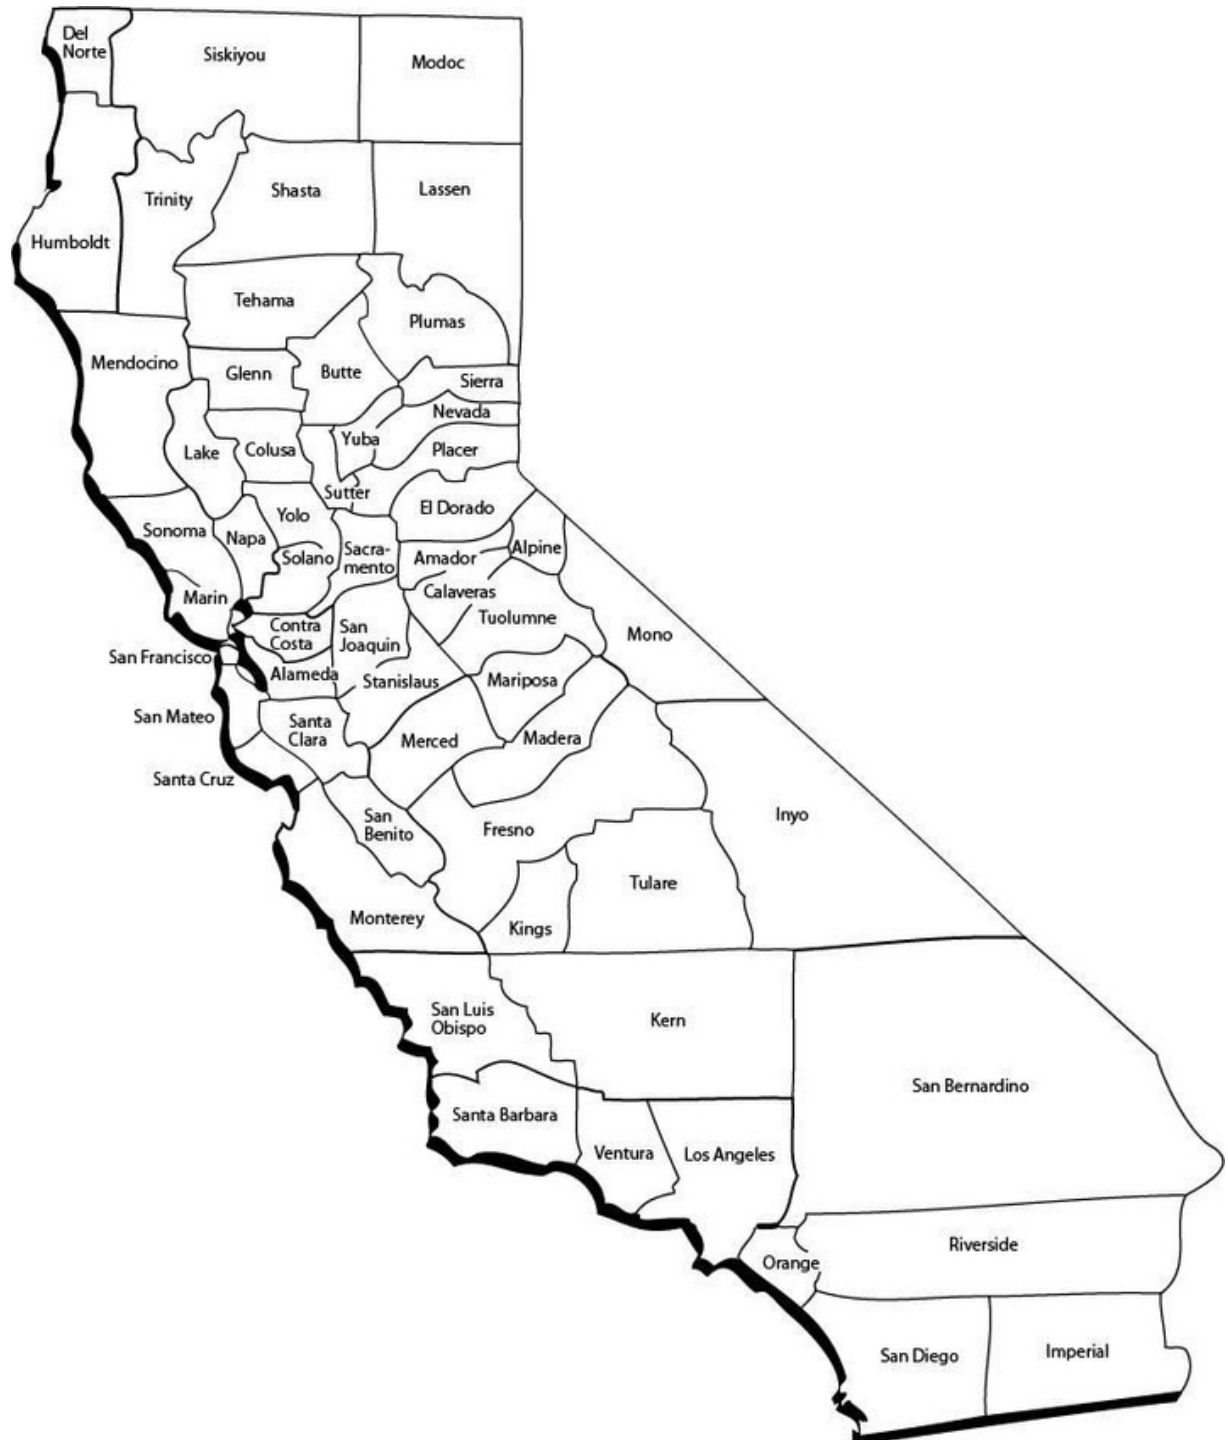 Del
Norte
Siskiyou
Modoc
Trinity
Shasta
Lassen
Humboldt
Tehama
Plumas
Mendocino
Glenn
Butte
Sierra
Nevada
Lake
Colusa
Yuba
Placer
Sutter
El Dorado
Sonoma
Napa
Yolo
Solano
Sacra-
mento
Amador
Alpine
Marin
Calaveras
Contra
Costa
San
Joaquin
Tuolumne
Mono
San Francisco
Alameda
Stanislaus
Mariposa
San Mateo
Santa
Clara
Merced
Madera
Santa Cruz
San
Benito
Fresno
Inyo
Tulare
Monterey
Kings
San Luis
Obispo
Kern
San Bernardino
Santa Barbara
Ventura
Los Angeles
Orange
Riverside
San Diego
Imperial